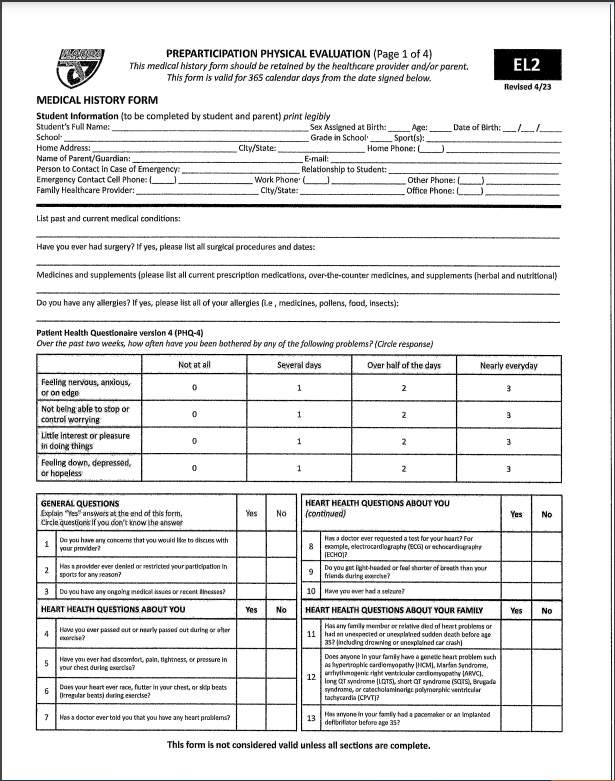 PREPARTICIPATION PHYSICAL EVALUATION (Page 1 of 4)
This medical history form should be retained by the healthcare provider and/or parent.
This form is valid for 365 calendar days from the date signed below.
EL2
Revised 4/23
MEDICAL HISTORY FORM
Student Information (to be completed by student and parent) print legibly
Student's Full Name: ____ Sex Assigned at Birth: ____ Age: ____ Date of Birth: ___ /___ /____
School: ____ Grade in School: ____ Sport(s): ____
Home Address: ____ City/State: ____ Home Phone: (____) ____
Name of Parent/Guardian: ____ E-mail: ____
Person to Contact in Case of Emergency: ____ Relationship to Student: ____
Emergency Contact Cell Phone: (____) ____ Work Phone: (____) ____ Other Phone: (____) ____
Family Healthcare Provider: ____ City/State: ____ Office Phone: (____) ____
List past and current medical conditions:
Have you ever had surgery? If yes, please list all surgical procedures and dates:
Medicines and supplements (please list all current prescription medications, over-the-counter medicines, and supplements (herbal and nutritional)
Do you have any allergies? If yes, please list all of your allergies (i.e , medicines, pollens, food, insects):
Patient Health Questionaire version 4 (PHQ-4)
Over the past two weeks, how often have you been bothered by any of the following problems? (Circle response)
Not at all Several days Over half of the days Nearly everyday
Feeling nervous, anxious,
or on edge 0 1 2 3
Not being able to stop or
control worrying 0 1 2 3
Little interest or pleasure
in doing things 0 1 2 3
Feeling down, depressed,
or hopeless 0 1 2 3
GENERAL QUESTIONS
Explain "Yes" answers at the end of this form.
Circle questions if you don't know the answer
Yes No
1 Do you have any concerns that you would like to discuss with
your provider?
2 Has a provider ever denied or restricted your participation in
sports for any reason?
3 Do you have any ongoing medical issues or recent illnesses?
HEART HEALTH QUESTIONS ABOUT YOU Yes No
4 Have you ever passed out or nearly passed out during or after
exercise?
5 Have you ever had discomfort, pain, tightness, or pressure in
your chest during exercise?
6 Does your heart ever race, flutter in your chest, or skip beats
(irregular beats) during exercise?
7 Has a doctor ever told you that you have any heart problems?
HEART HEALTH QUESTIONS ABOUT YOU
(continued)
Yes No
8 Has a doctor ever requested a test for your heart? For
example, electrocardiography (ECG) or echocardiography
(ECHO)?
9 Do you get light-headed or feel shorter of breath than your
friends during exercise?
10 Have you ever had a seizure?
HEART HEALTH QUESTIONS ABOUT YOUR FAMILY Yes No
11 Has any family member or relative died of heart problems or
had an unexpected or unexplained sudden death before age
35? (including drowning or unexplained car crash)
12 Does anyone in your family have a genetic heart problem such
as hypertrophic cardiomyopathy (HCM), Marfan Syndrome,
arrhythmogenic right ventricular cardiomyopathy (ARVC),
long QT syndrome (LQTS), short QT syndrome (SQTS), Brugada
syndrome, or catecholaminergic polymorphic ventricular
tachycardia (CPVT)?
13 Has anyone in your family had a pacemaker or an implanted
defibrillator before age 35?
This form is not considered valid unless all sections are complete.